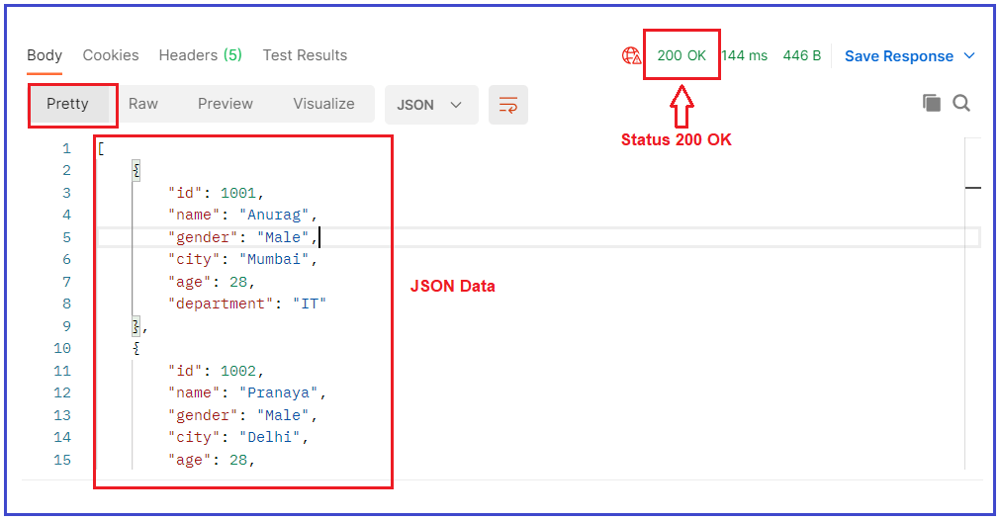 Body Cookies Headers (5) Test Results 200 OK 144 ms 446 B Save Response
Pretty Raw Preview Visualize JSON
Status 200 OK
1 [
2 {
3 "id": 1001,
4 "name": "Anurag",
5 "gender": "Male",
6 "city": "Mumbai",
7 "age": 28,
JSON Data
8 "department": "IT"
9 },
10 {
11 "id": 1002,
12 "name": "Pranaya",
13 "gender": "Male",
14 "city": "Delhi",
15 "age": 28,